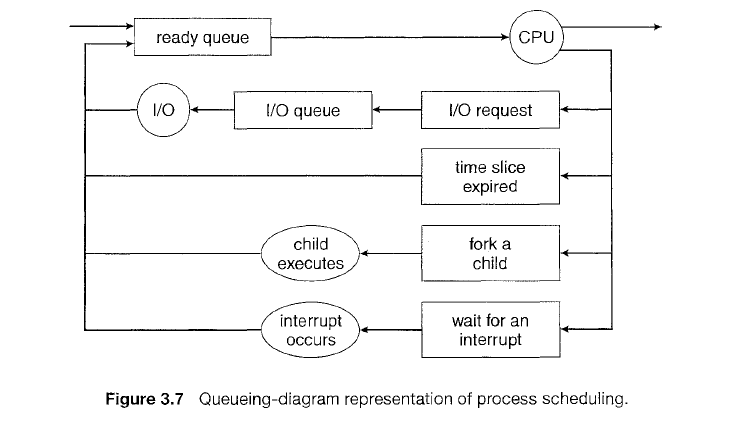 ready queue
CPU
I/O
I/O queue
I/O request
time slice
expired
child
executes
fork a
child
interrupt
occurs
wait for an
interrupt
Figure 3.7 Queueing-diagram representation of process scheduling.